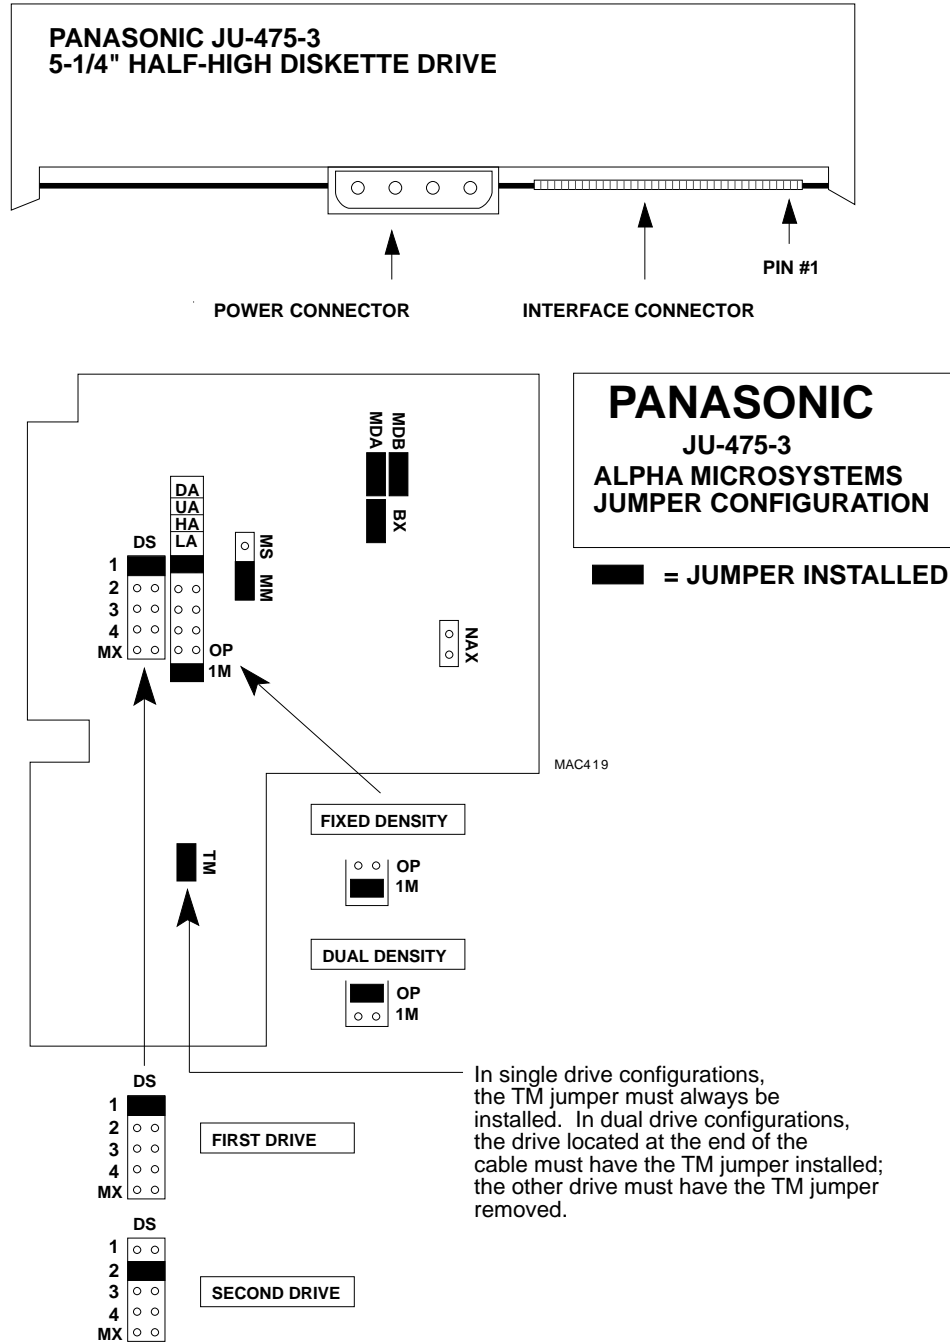 PANASONIC JU-475-3
5-1/4" HALF-HIGH DISKETTE DRIVE
PIN #1
POWER CONNECTOR
INTERFACE CONNECTOR
PANASONIC
JU-475-3
ALPHA MICROSYSTEMS
JUMPER CONFIGURATION
= JUMPER INSTALLED
MDA
MDB
BX
DA
UA
HA
LA
DS
1
2
3
4
MX
MS
MM
OP
1M
NAX
MAC419
FIXED DENSITY
OP
1M
TM
DUAL DENSITY
OP
1M
In single drive configurations,
the TM jumper must always be
installed. In dual drive configurations,
the drive located at the end of the
cable must have the TM jumper installed;
the other drive must have the TM jumper
removed.
DS
1
2
3
4
MX
FIRST DRIVE
DS
1
2
3
4
MX
SECOND DRIVE